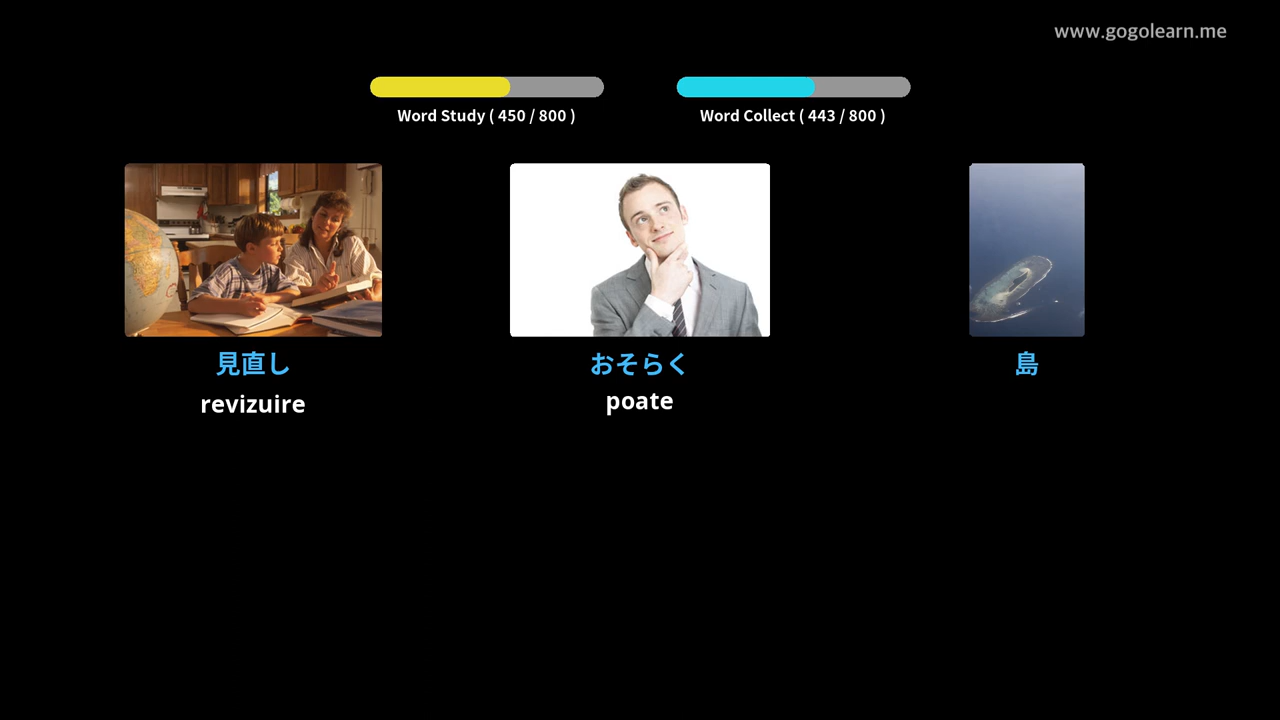 www.gogolearn.me
Word Study ( 450 / 800 )
Word Collect ( 443 / 800 )
見直し
revizuire
おそらく
poate
島